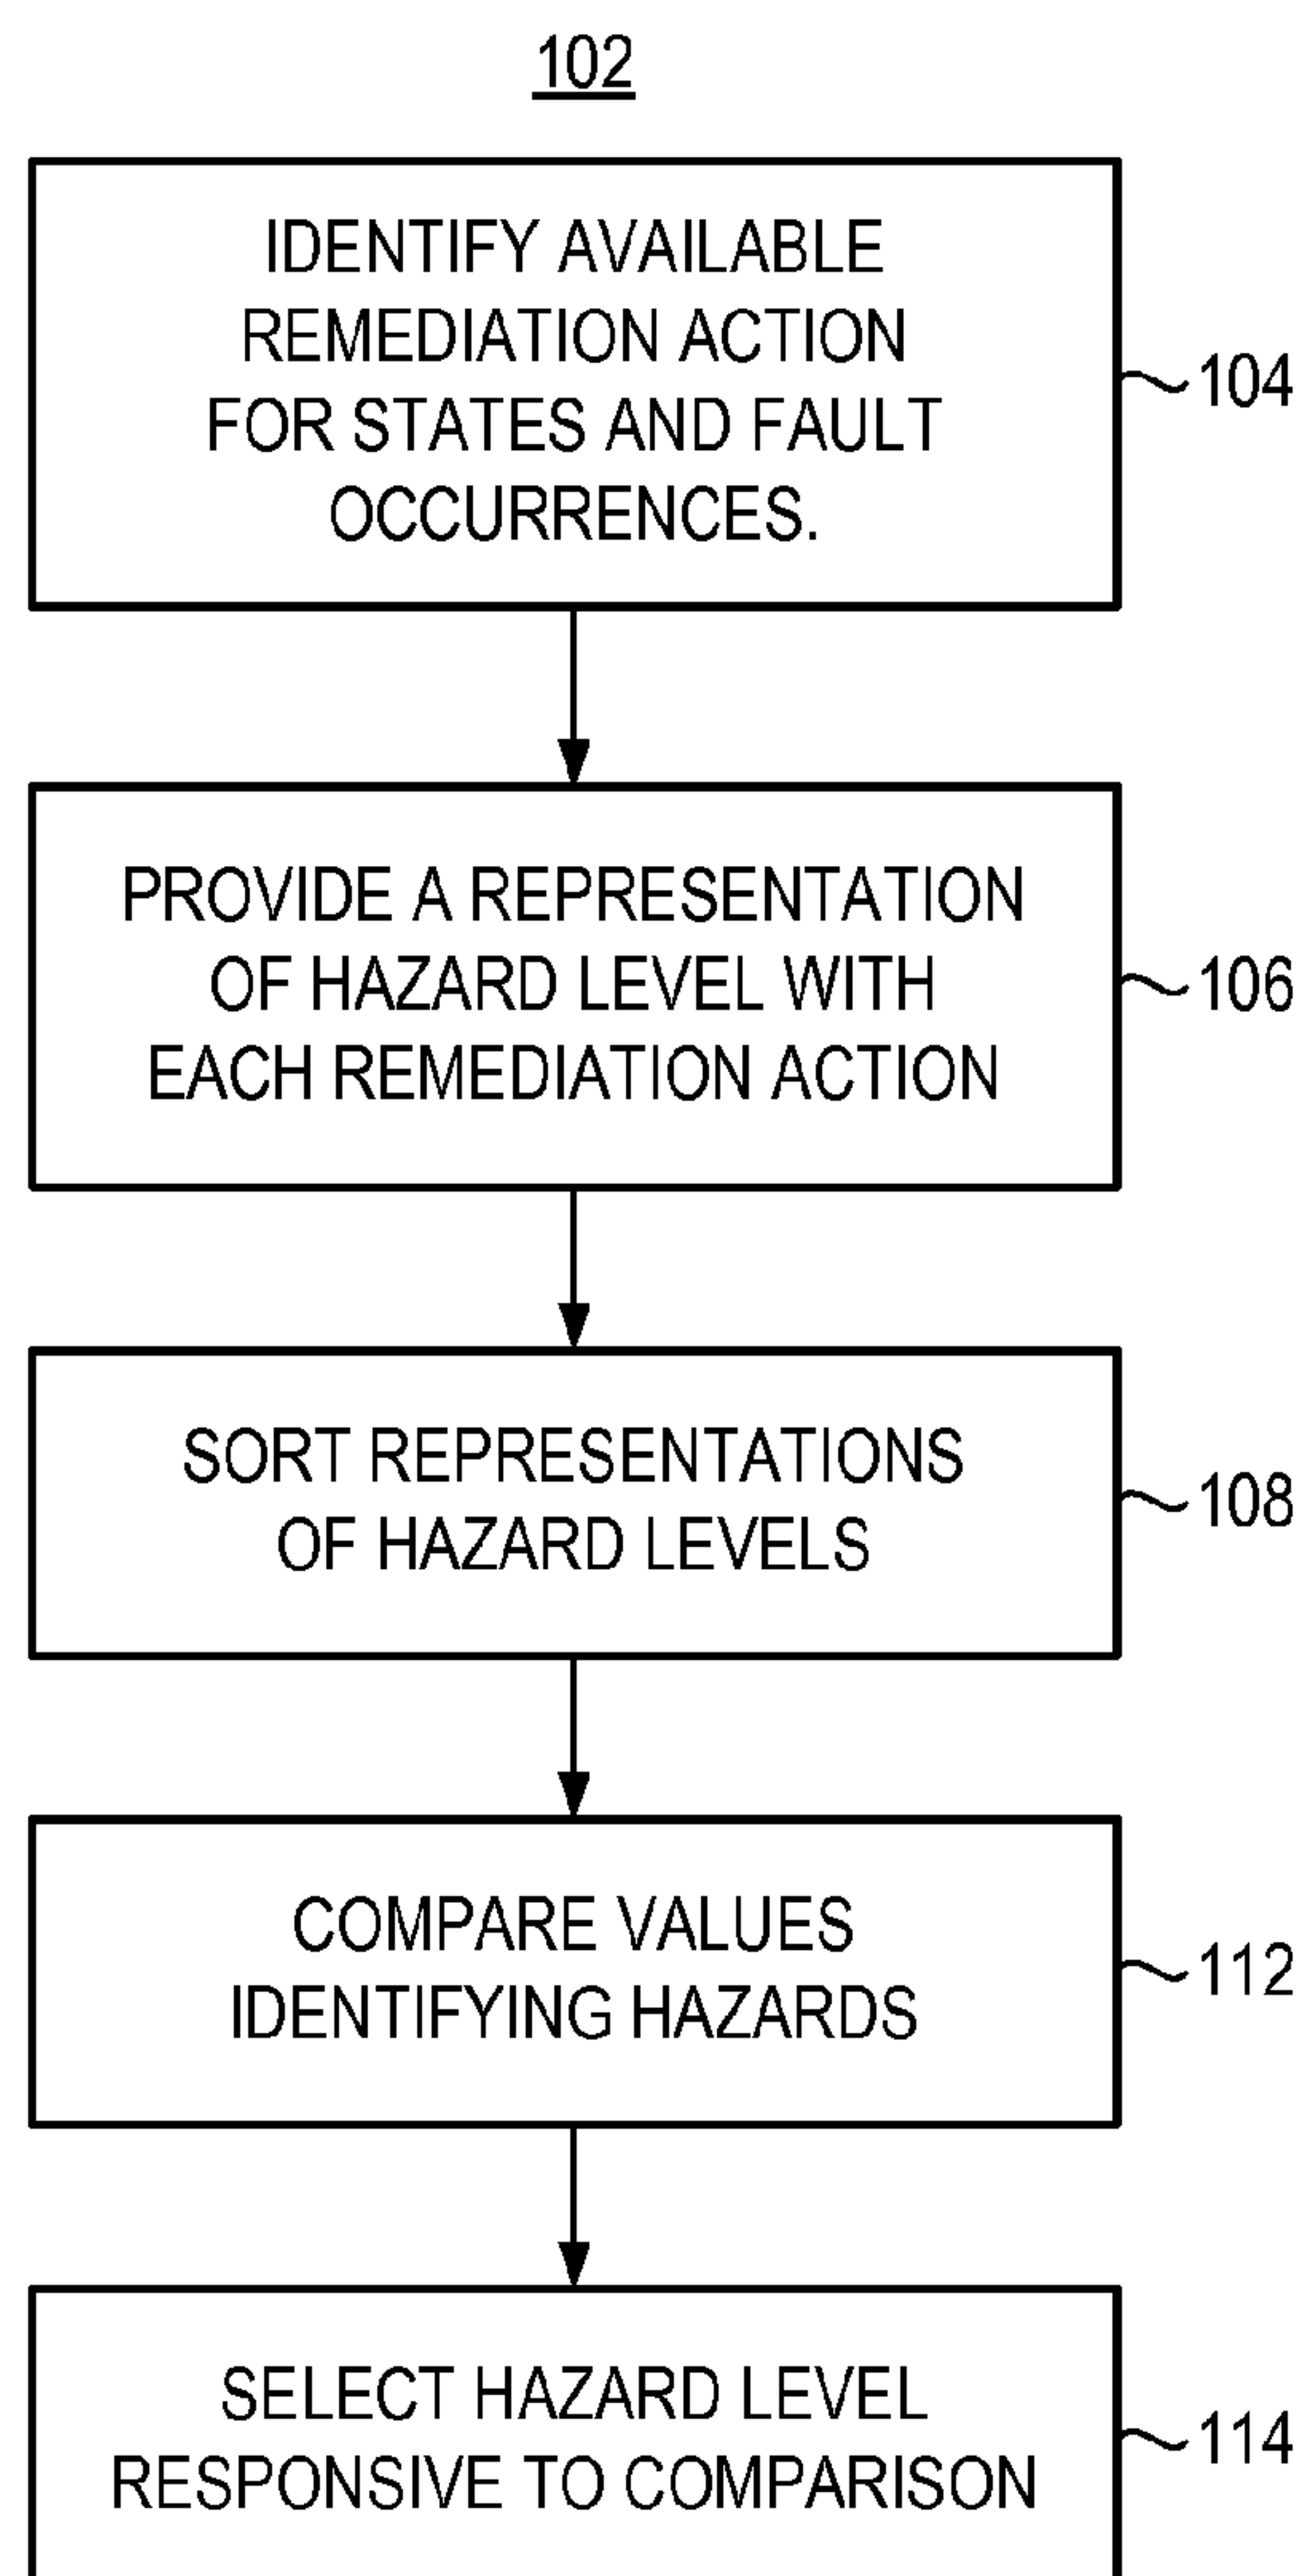 102
IDENTIFY AVAILABLE
REMEDIATION ACTION
FOR STATES AND FAULT
OCCURRENCES.
104
PROVIDE A REPRESENTATION
OF HAZARD LEVEL WITH
EACH REMEDIATION ACTION
106
SORT REPRESENTATIONS
OF HAZARD LEVELS
108
COMPARE VALUES
IDENTIFYING HAZARDS
112
SELECT HAZARD LEVEL
RESPONSIVE TO COMPARISON
114